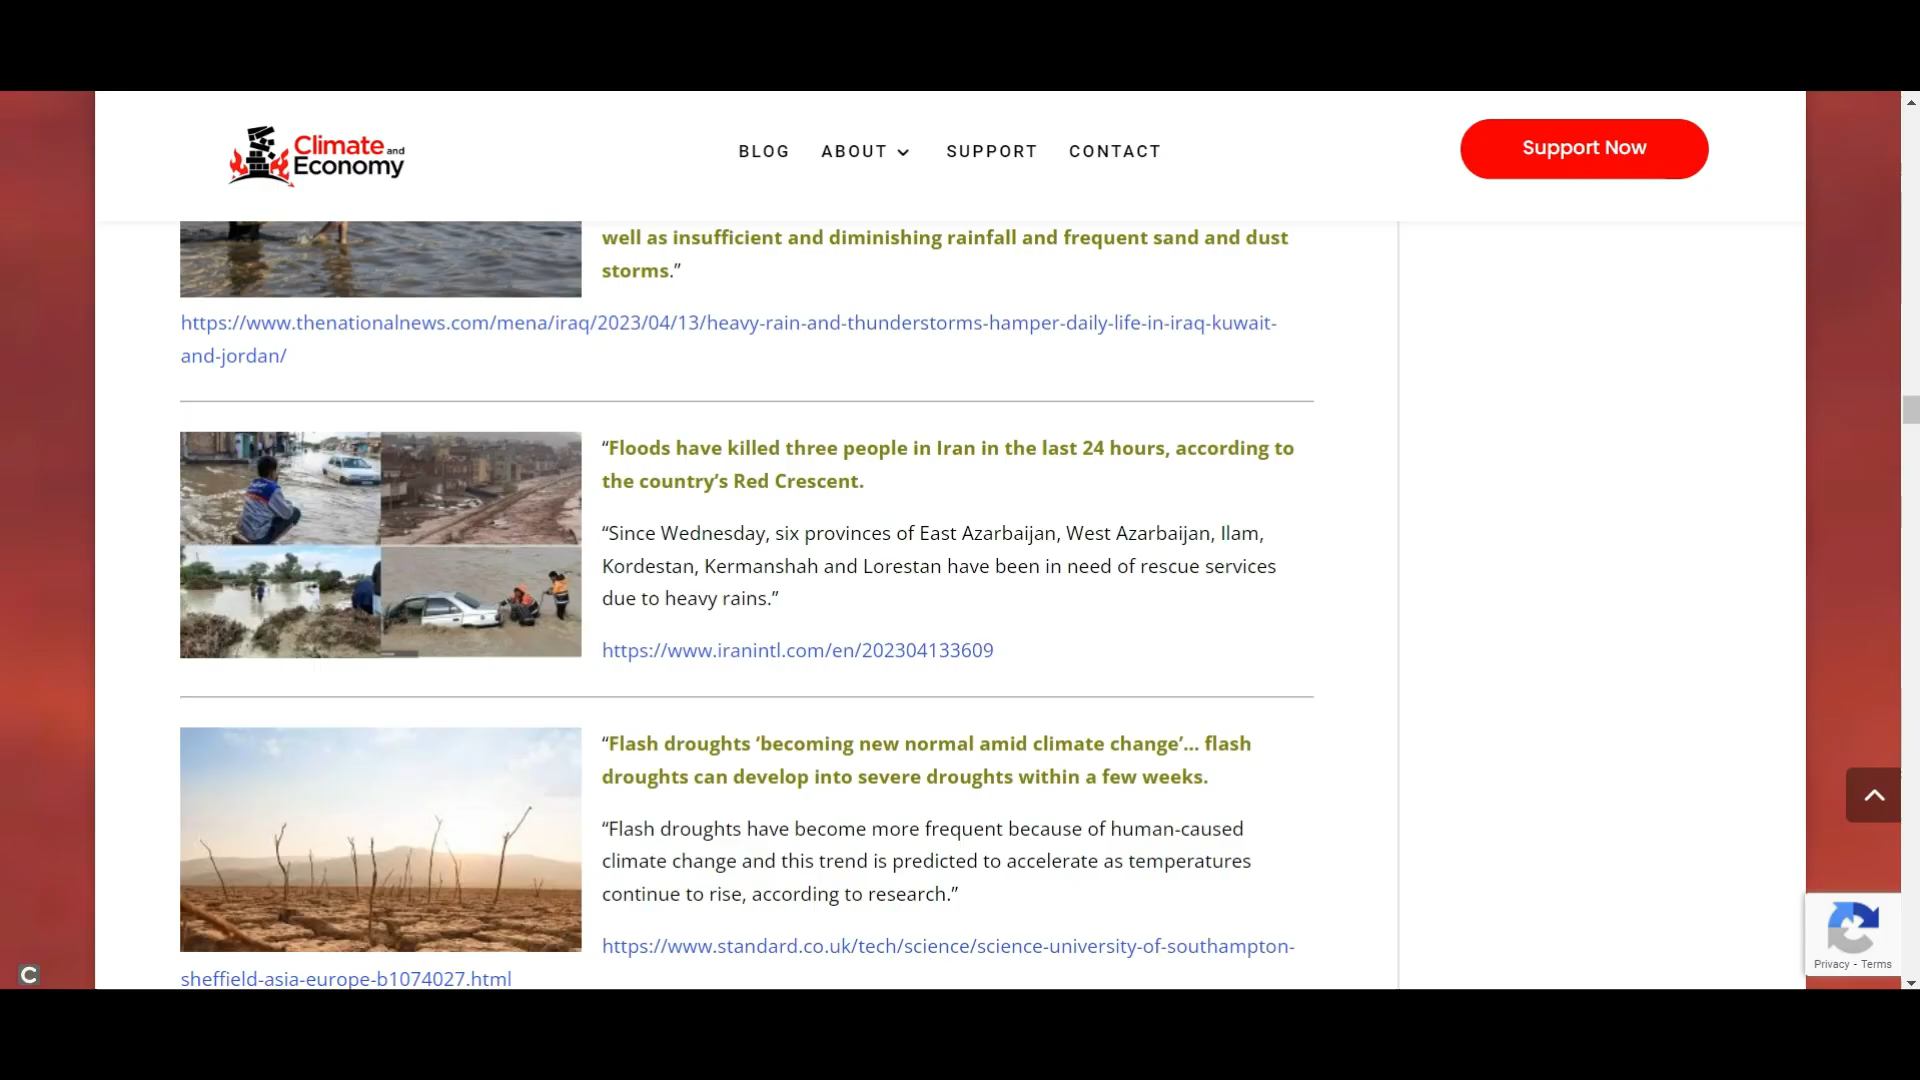 Climate and
Economy
BLOG
ABOUT
SUPPORT
CONTACT
Support Now
well as insufficient and diminishing rainfall and frequent sand and dust
storms.”
https://www.thenationalnews.com/mena/iraq/2023/04/13/heavy-rain-and-thunderstorms-hamper-daily-life-in-iraq-kuwait-
and-jordan/
“Floods have killed three people in Iran in the last 24 hours, according to
the country’s Red Crescent.
“Since Wednesday, six provinces of East Azarbaijan, West Azarbaijan, Ilam,
Kordestan, Kermanshah and Lorestan have been in need of rescue services
due to heavy rains.”
https://www.iranintl.com/en/202304133609
“Flash droughts ‘becoming new normal amid climate change’... flash
droughts can develop into severe droughts within a few weeks.
“Flash droughts have become more frequent because of human-caused
climate change and this trend is predicted to accelerate as temperatures
continue to rise, according to research.”
https://www.standard.co.uk/tech/science/science-university-of-southampton-
sheffield-asia-europe-b1074027.html
Privacy - Terms
C